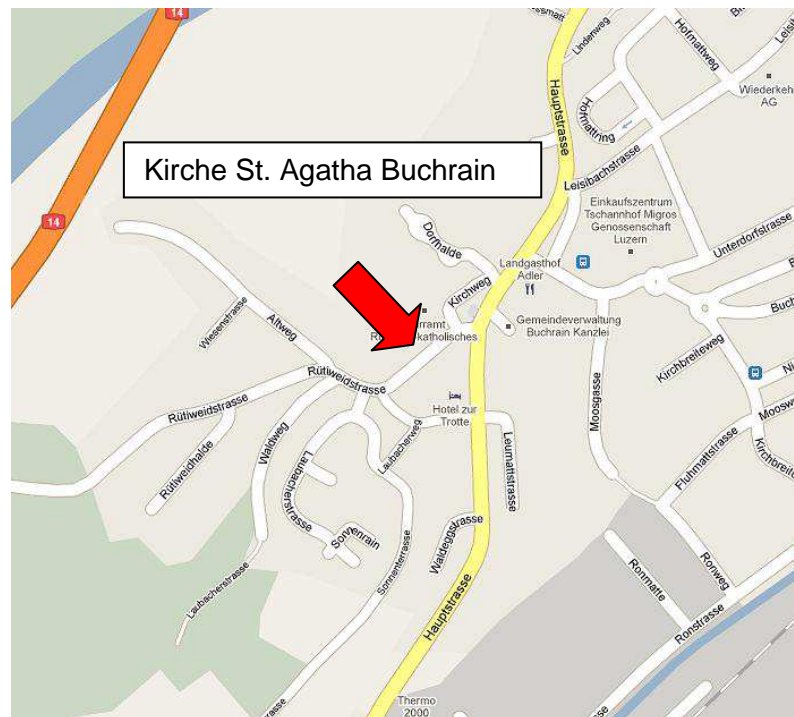 14
Lindenweg
Hofmattweg
Hauptstrasse
Wiederkehr
AG
Hofmattring
Kirche St. Agatha Buchrain
Leisibachstrasse
14
Einkaufszentrum
Tschannhof Migros
Genossenschaft
Luzern
Dorfhalde
Unterdorfstrasse
Landgasthof
Adler
Kirchweg
Altweg
Wiesenstrasse
katholisches
Gemeindeverwaltung
Buchrain Kanzlei
Kirchbreiteweg
Rütiweidstrasse
Rütiweidstrasse
Hotel zur
Trotte
Moosgasse
Waldweg
Laubacherweg
Leumattstrasse
Rütiweidhalde
Laubacherstrasse
Fluhmattstrasse
Sonnenrain
Waldeggstrasse
Sonnenterrasse
Ronweg
Ronmatte
Laubacherstrasse
Hauptstrasse
Ronstrasse
Thermo
2000